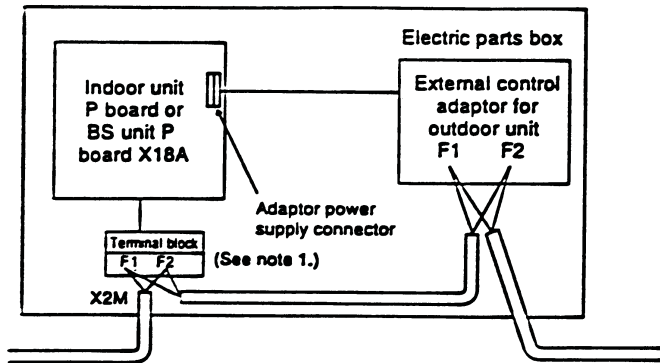 Electric parts box
Indoor unit
P board or
BS unit P
board X18A
External control
adaptor for
outdoor unit
F1 F2
Adaptor power
supply connector
Terminal block
F1 F2
(See note 1.)
X2M